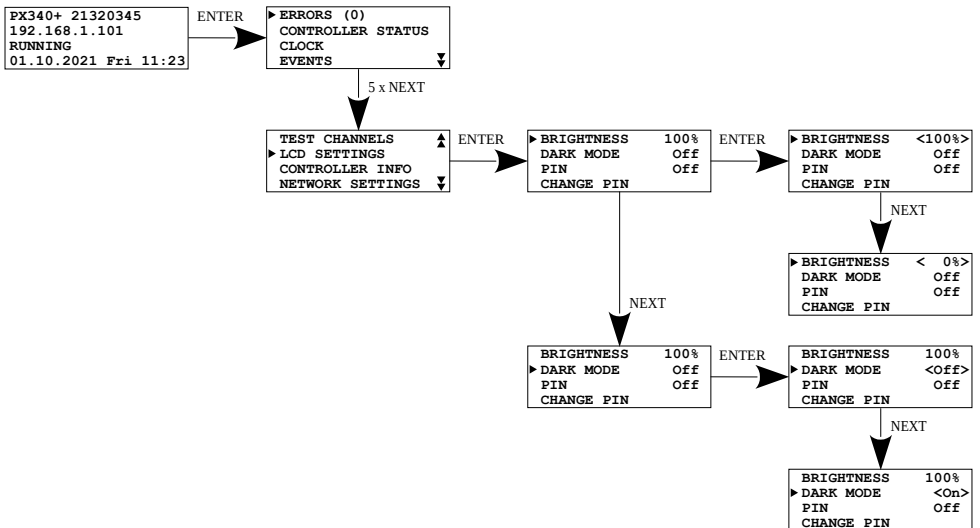 PX340+ 21320345
192.168.1.101
RUNNING
01.10.2021 Fri 11:23
ENTER
▶ERRORS (0)
CONTROLLER STATUS
CLOCK
EVENTS
5 x NEXT
TEST CHANNELS
▶LCD SETTINGS
CONTROLLER INFO
NETWORK SETTINGS
ENTER
▶BRIGHTNESS 100%
DARK MODE Off
PIN Off
CHANGE PIN
ENTER
▶BRIGHTNESS <100%>
DARK MODE Off
PIN Off
CHANGE PIN
NEXT
▶BRIGHTNESS < 0%>
DARK MODE Off
PIN Off
CHANGE PIN
NEXT
BRIGHTNESS 100%
▶DARK MODE Off
PIN Off
CHANGE PIN
ENTER
BRIGHTNESS 100%
▶DARK MODE <Off>
PIN Off
CHANGE PIN
NEXT
BRIGHTNESS 100%
▶DARK MODE <On>
PIN Off
CHANGE PIN